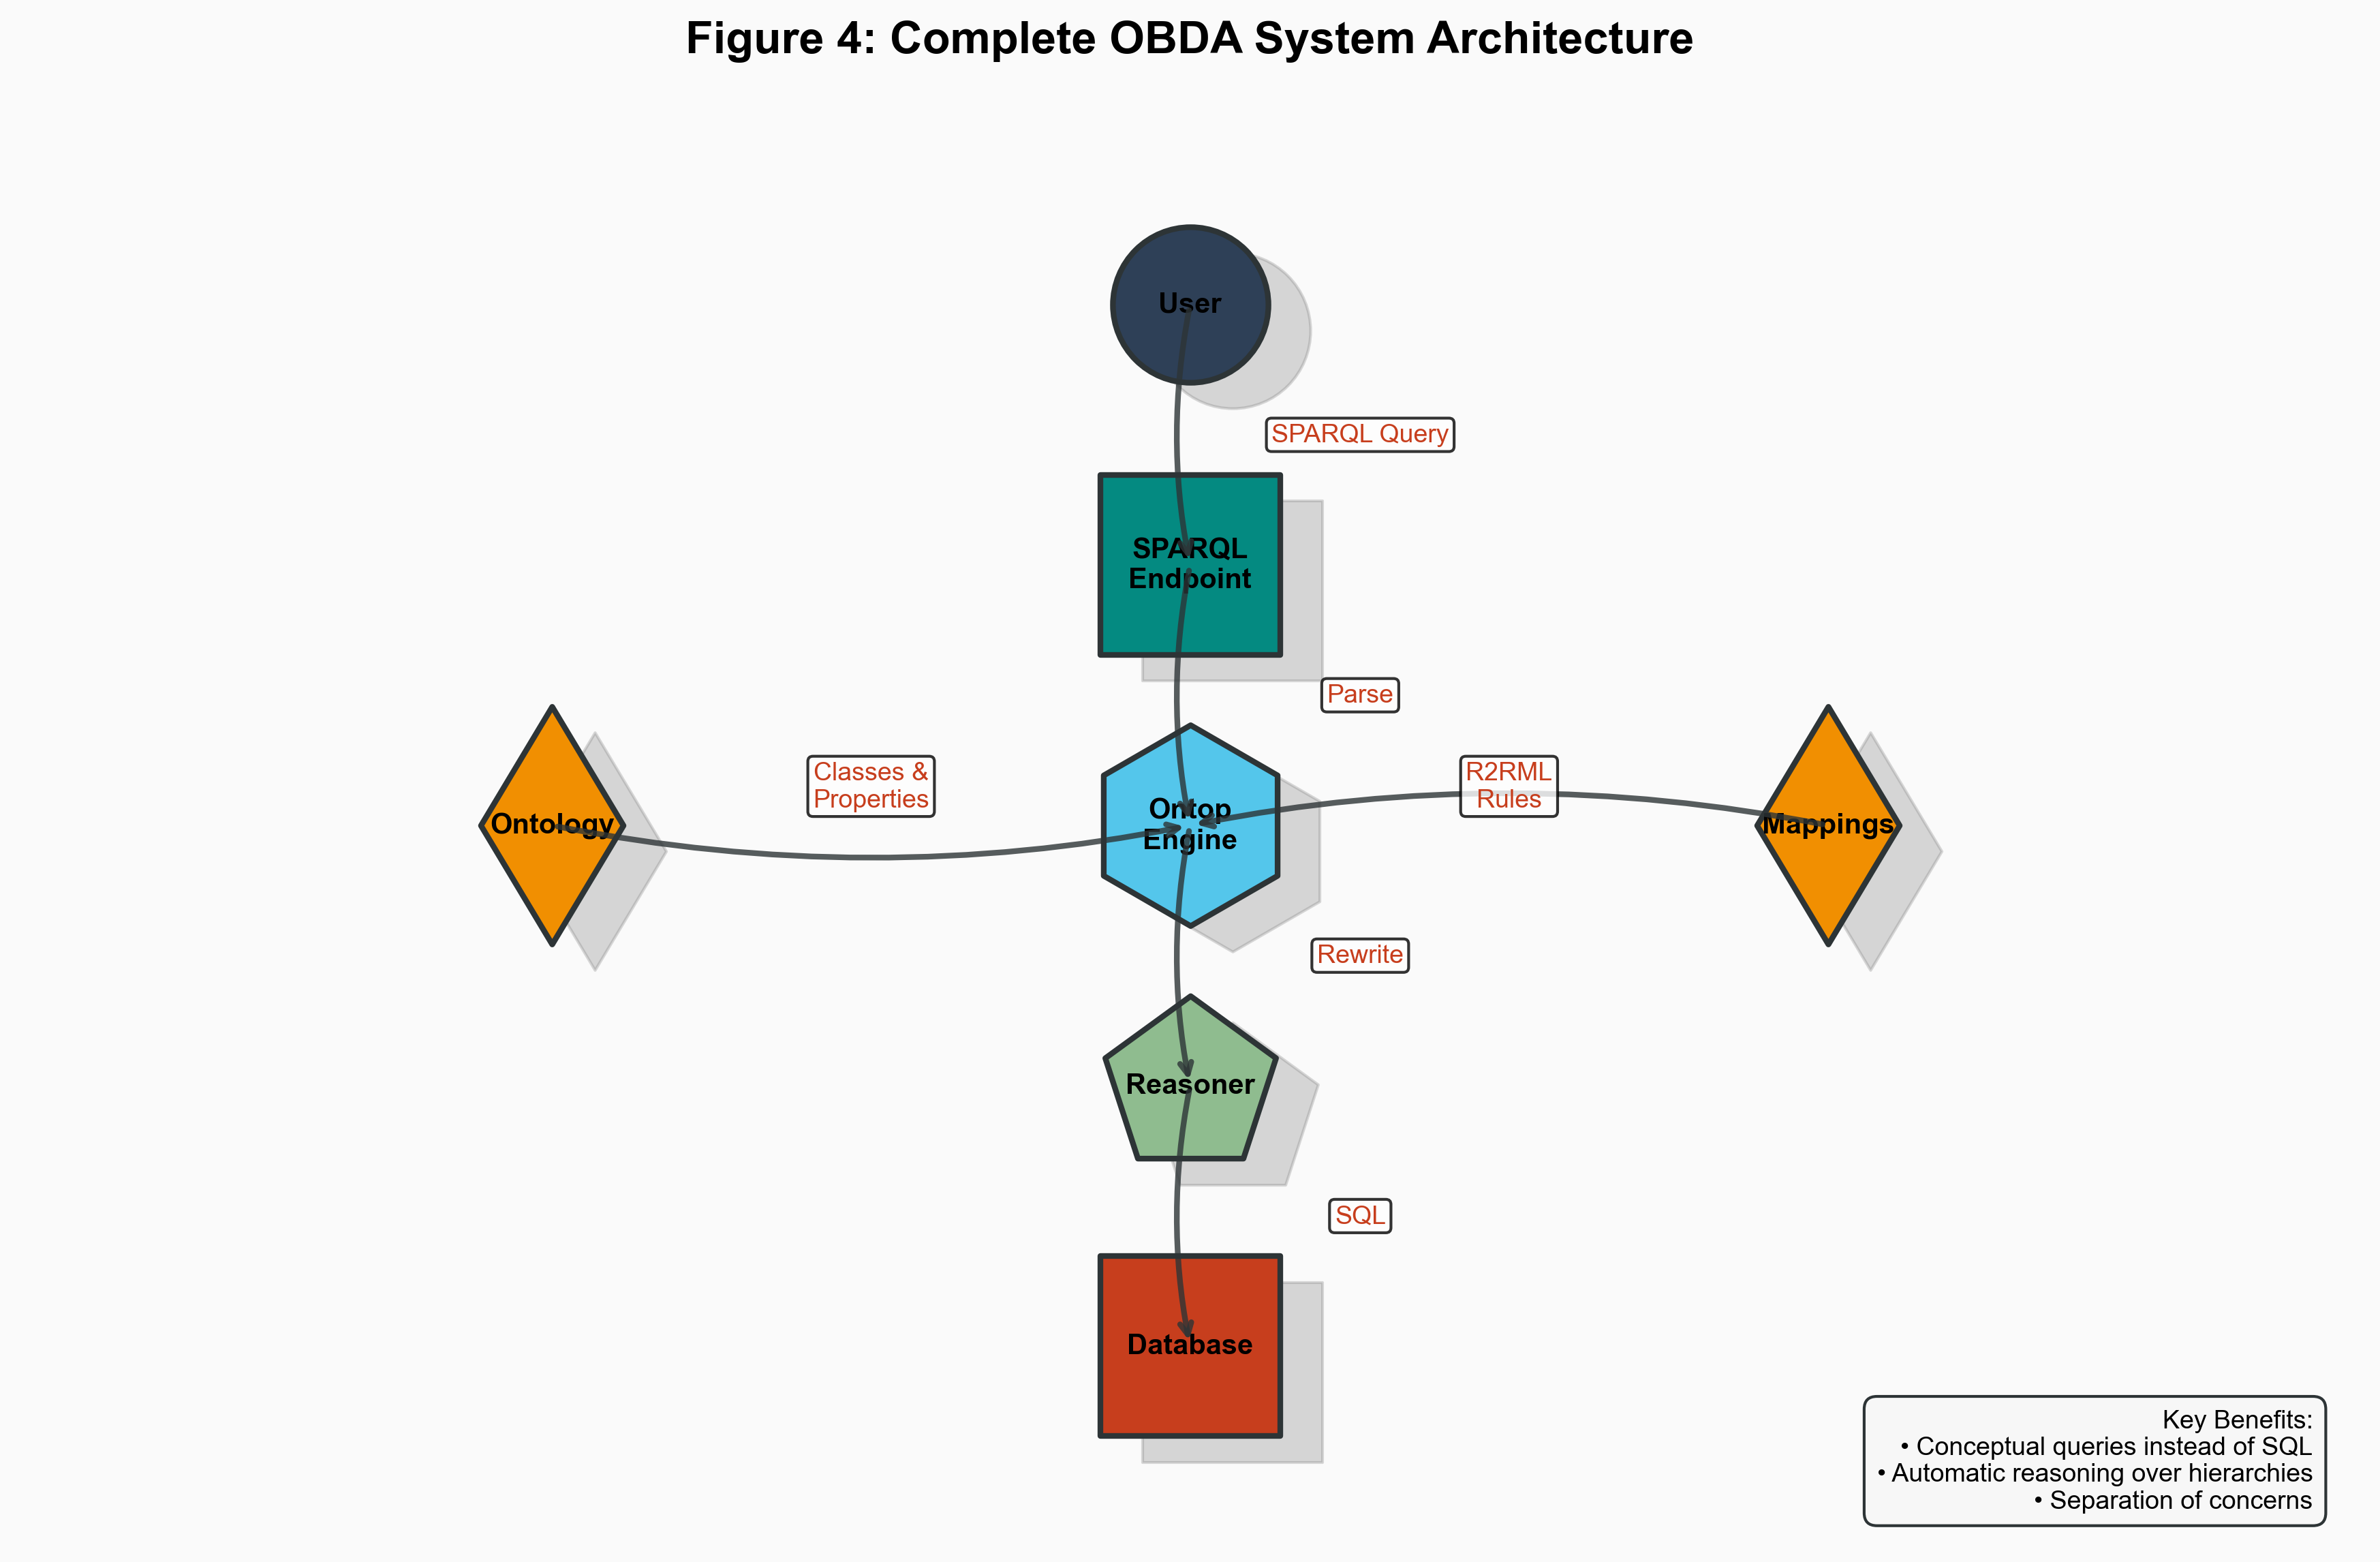 Figure 4: Complete OBDA System Architecture
User
SPARQL Query
SPARQL
Endpoint
Parse
Classes &
Properties
R2RML
Rules
Ontology
Ontop
Engine
Mappings
Rewrite
Reasoner
SQL
Database
Key Benefits:
• Conceptual queries instead of SQL
• Automatic reasoning over hierarchies
• Separation of concerns